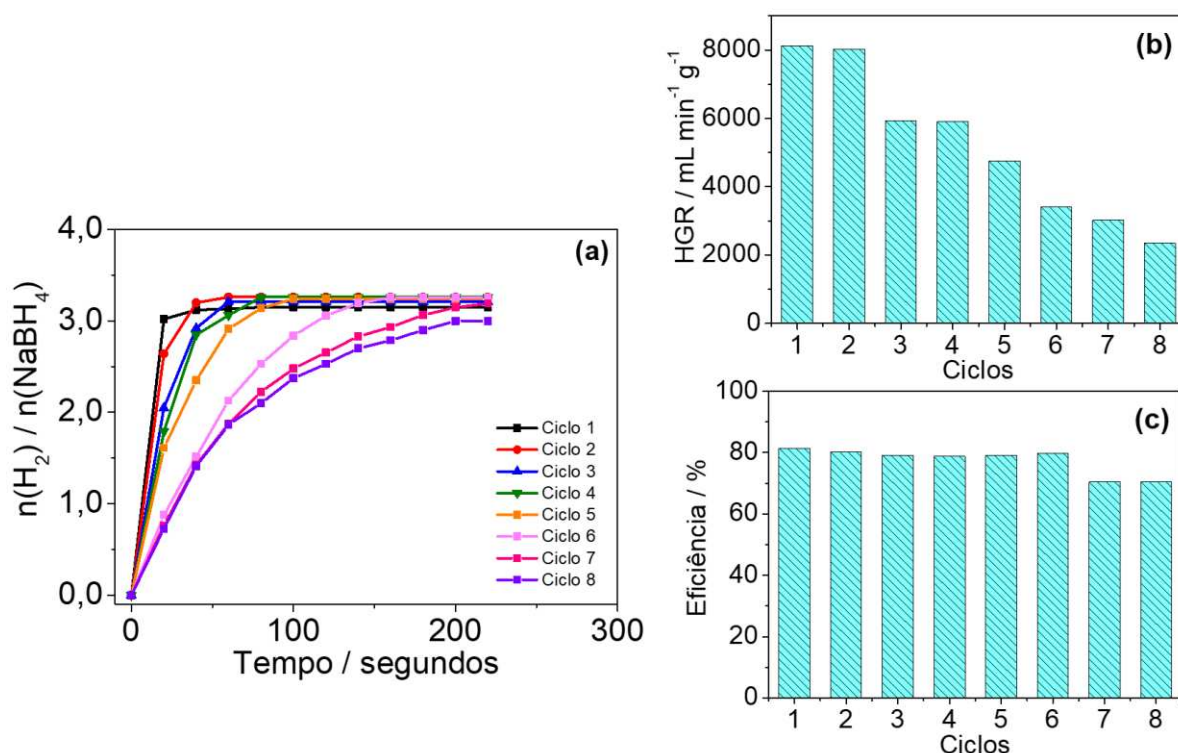 (a)
n(H₂) / n(NaBH₄)
4,0
3,0
2,0
1,0
0,0
0
100
200
300
Tempo / segundos
Ciclo 1
Ciclo 2
Ciclo 3
Ciclo 4
Ciclo 5
Ciclo 6
Ciclo 7
Ciclo 8
(b)
HGR / mL min⁻¹ g⁻¹
8000
6000
4000
2000
0
1 2 3 4 5 6 7 8
Ciclos
(c)
Eficiência / %
100
80
60
40
20
0
1 2 3 4 5 6 7 8
Ciclos